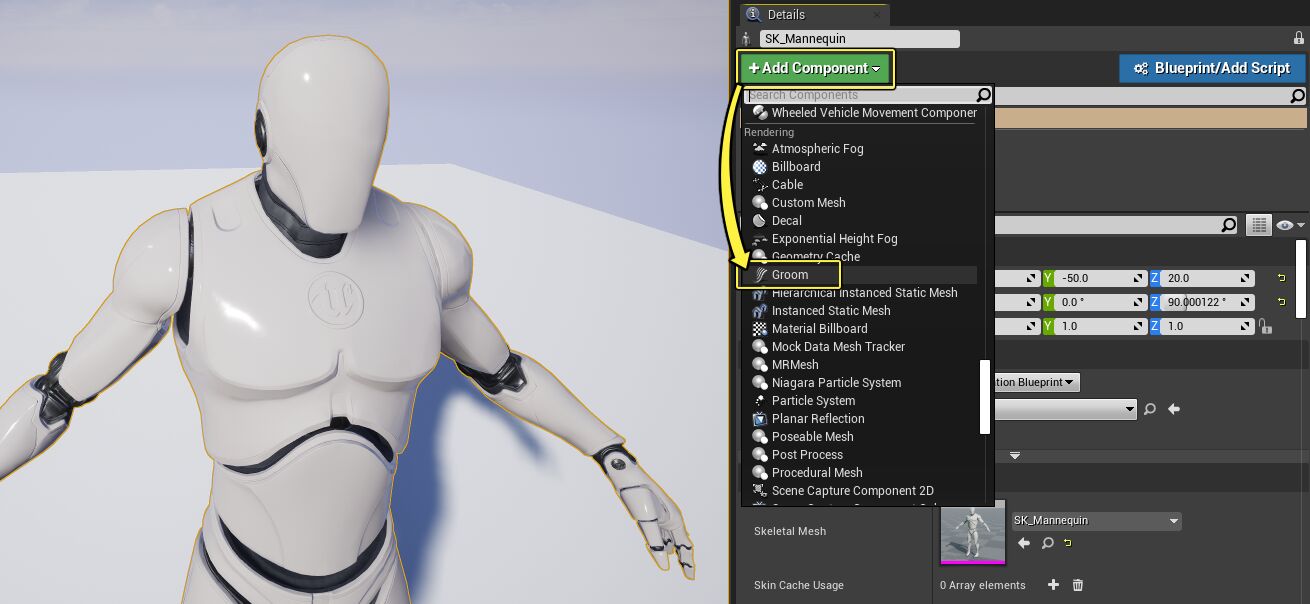 Details
SK_Mannequin
+Add Component
Blueprint/Add Script
Search Components
Wheeled Vehicle Movement Componen
Rendering
Atmospheric Fog
Billboard
Cable
Custom Mesh
Decal
Exponential Height Fog
Geometry Cache
Groom
Hierarchical Instanced Static Mesh
Instanced Static Mesh
Material Billboard
Mock Data Mesh Tracker
MRMesh
Niagara Particle System
Particle System
Planar Reflection
Poseable Mesh
Post Process
Procedural Mesh
Scene Capture Component 2D
Y -50.0 Z 20.0
Y 0.0 ° Z 90.000122 °
Y 1.0 Z 1.0
tion Blueprint
Skeletal Mesh
SK_Mannequin
Skin Cache Usage
0 Array elements